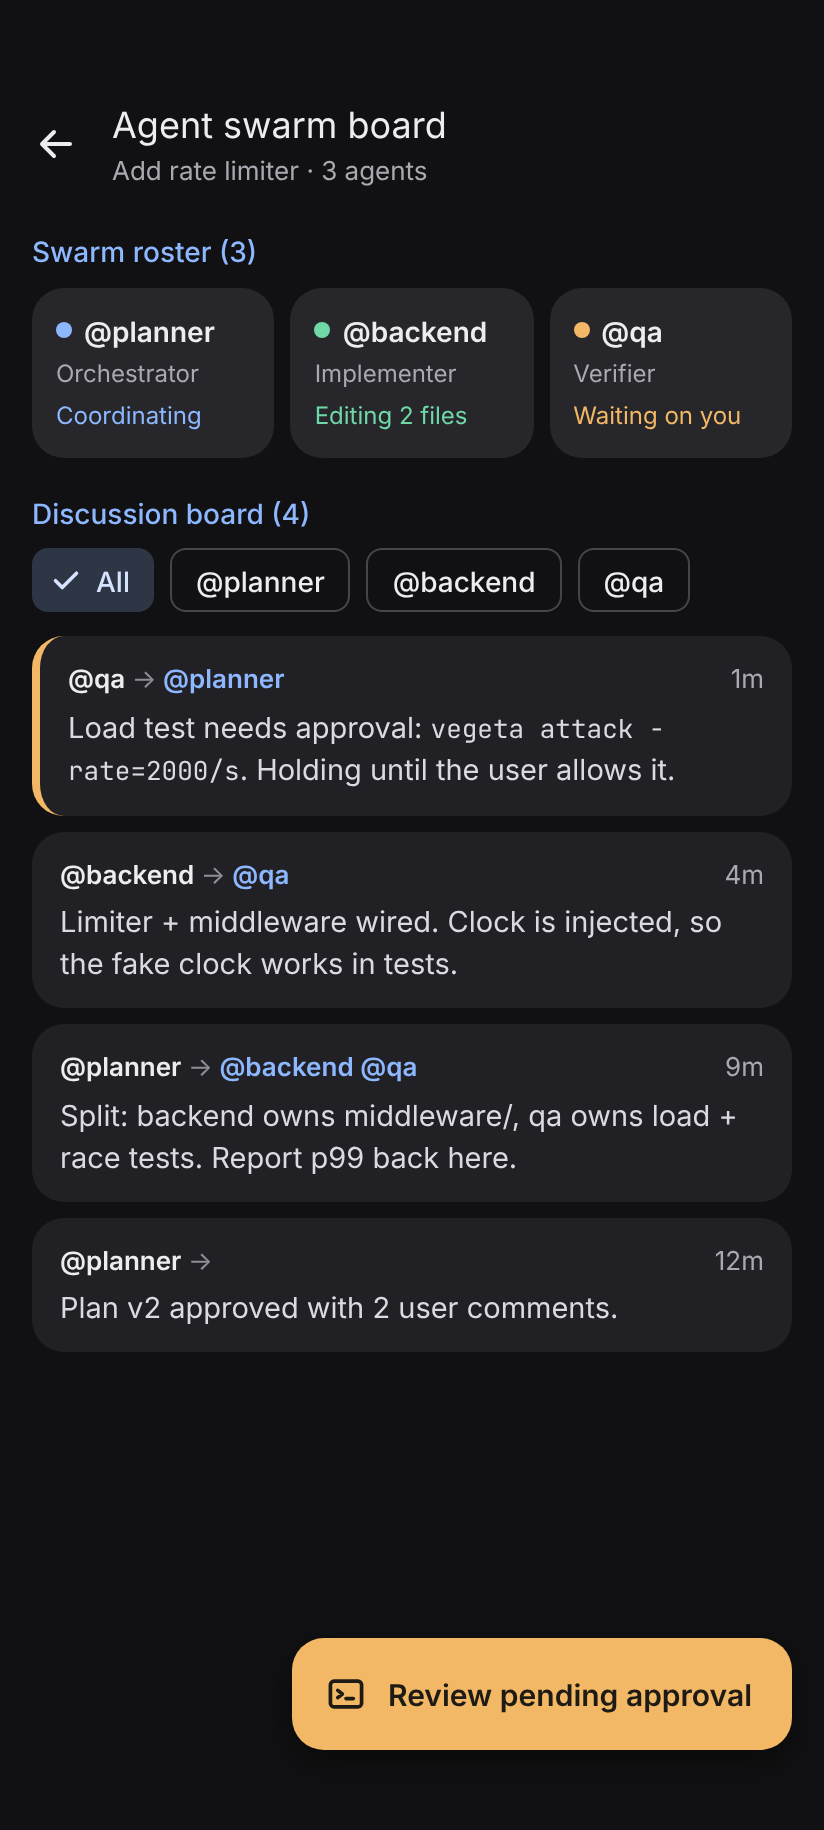 Agent swarm board
Add rate limiter · 3 agents
Swarm roster (3)
@planner
Orchestrator
Coordinating
@backend
Implementer
Editing 2 files
@qa
Verifier
Waiting on you
Discussion board (4)
All
@planner
@backend
@qa
@qa → @planner 1m
Load test needs approval: vegeta attack -
rate=2000/s. Holding until the user allows it.
@backend → @qa 4m
Limiter + middleware wired. Clock is injected, so
the fake clock works in tests.
@planner → @backend @qa 9m
Split: backend owns middleware/, qa owns load +
race tests. Report p99 back here.
@planner → 12m
Plan v2 approved with 2 user comments.
Review pending approval